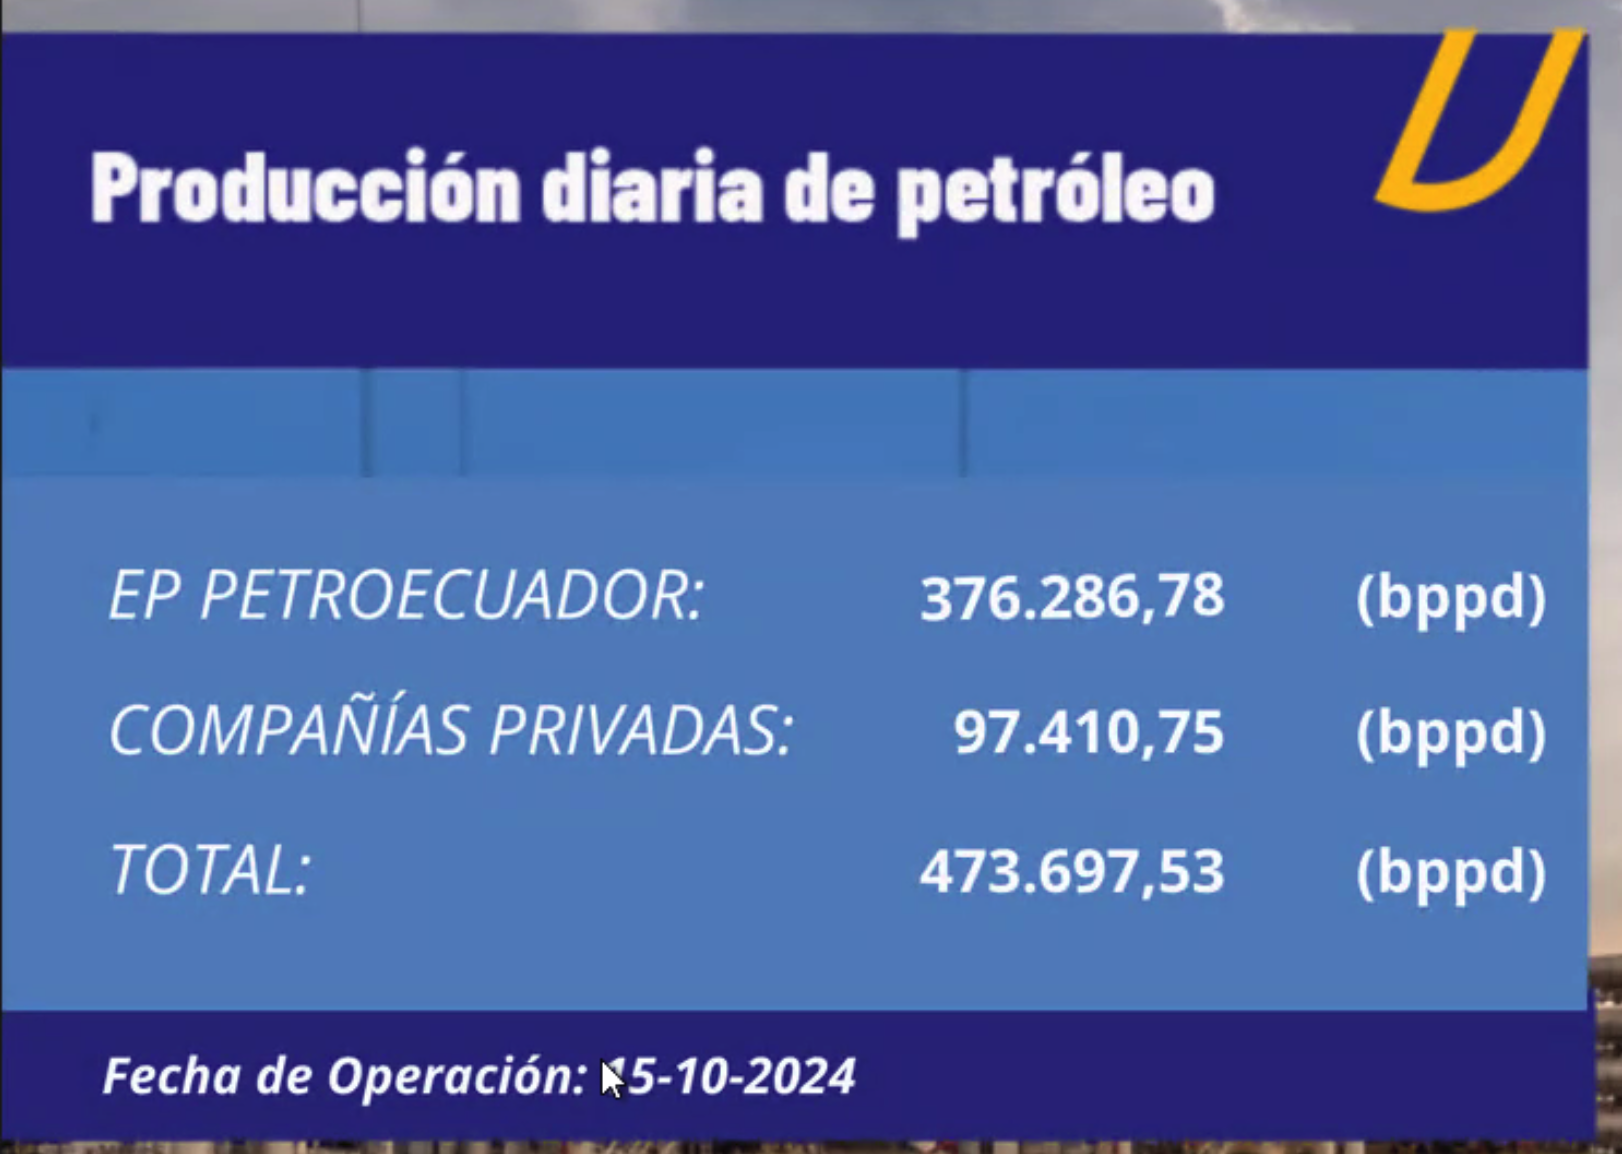 Producción diaria de petróleo
EP PETROECUADOR: 376.286,78 (bppd)
COMPAÑÍAS PRIVADAS: 97.410,75 (bppd)
TOTAL: 473.697,53 (bppd)
Fecha de Operación: 15-10-2024